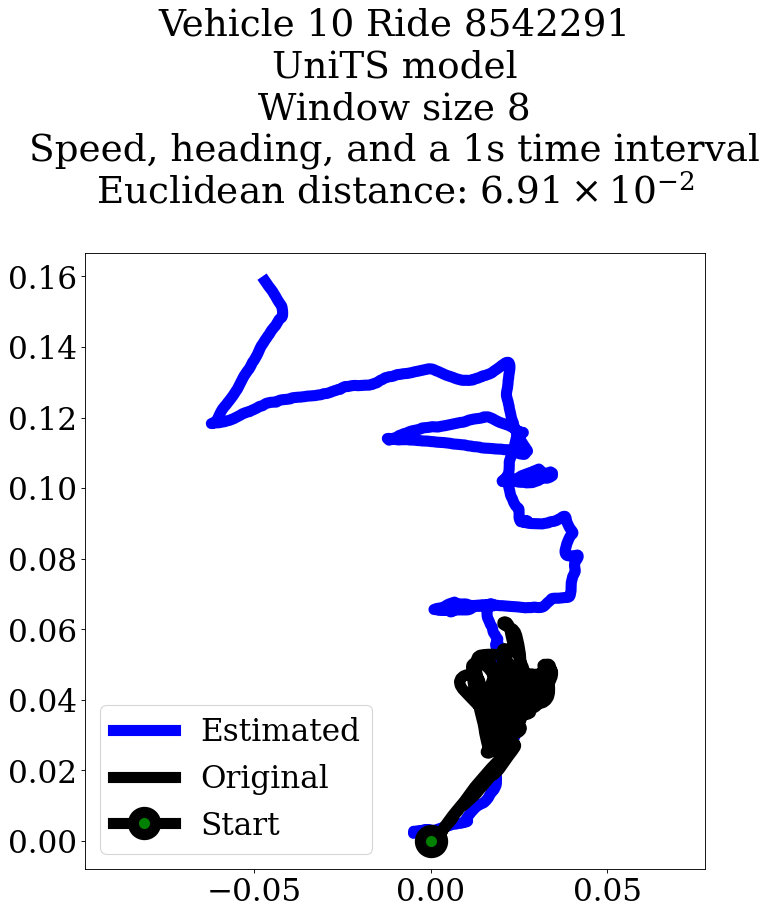 Vehicle 10 Ride 8542291
UniTS model
Window size 8
Speed, heading, and a 1s time interval
Euclidean distance: 6.91 × 10⁻²
0.16
0.14
0.12
0.10
0.08
0.06
0.04
0.02
0.00
Estimated
Original
Start
−0.05 0.00 0.05